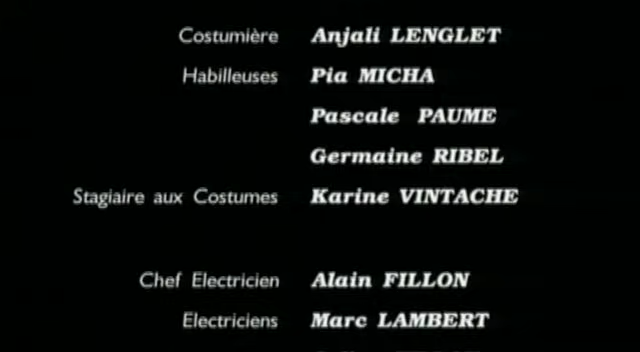 Costumière Anjali LENGLET
Habilleuses Pia MICHA
Pascale PAUME
Germaine RIBEL
Stagiaire aux Costumes Karine VINTACHE
Chef Electricien Alain FILLON
Electriciens Marc LAMBERT